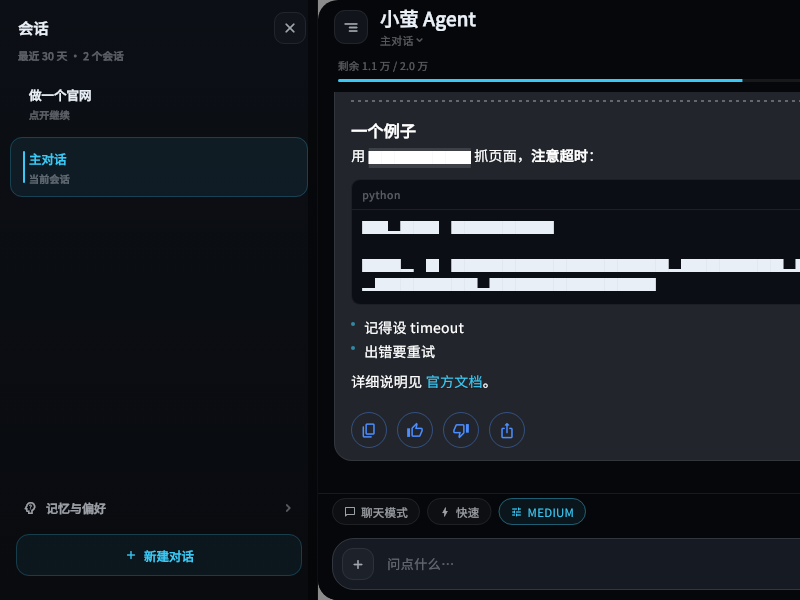 会话
最近 30 天 · 2 个会话
做一个官网
点开继续
主对话
当前会话
记忆与偏好
+ 新建对话
小萤 Agent
主对话
剩余 1.1 万 / 2.0 万
一个例子
用 抓页面，注意超时：
python
记得设 timeout
出错要重试
详细说明见 官方文档。
聊天模式
快速
MEDIUM
问点什么…